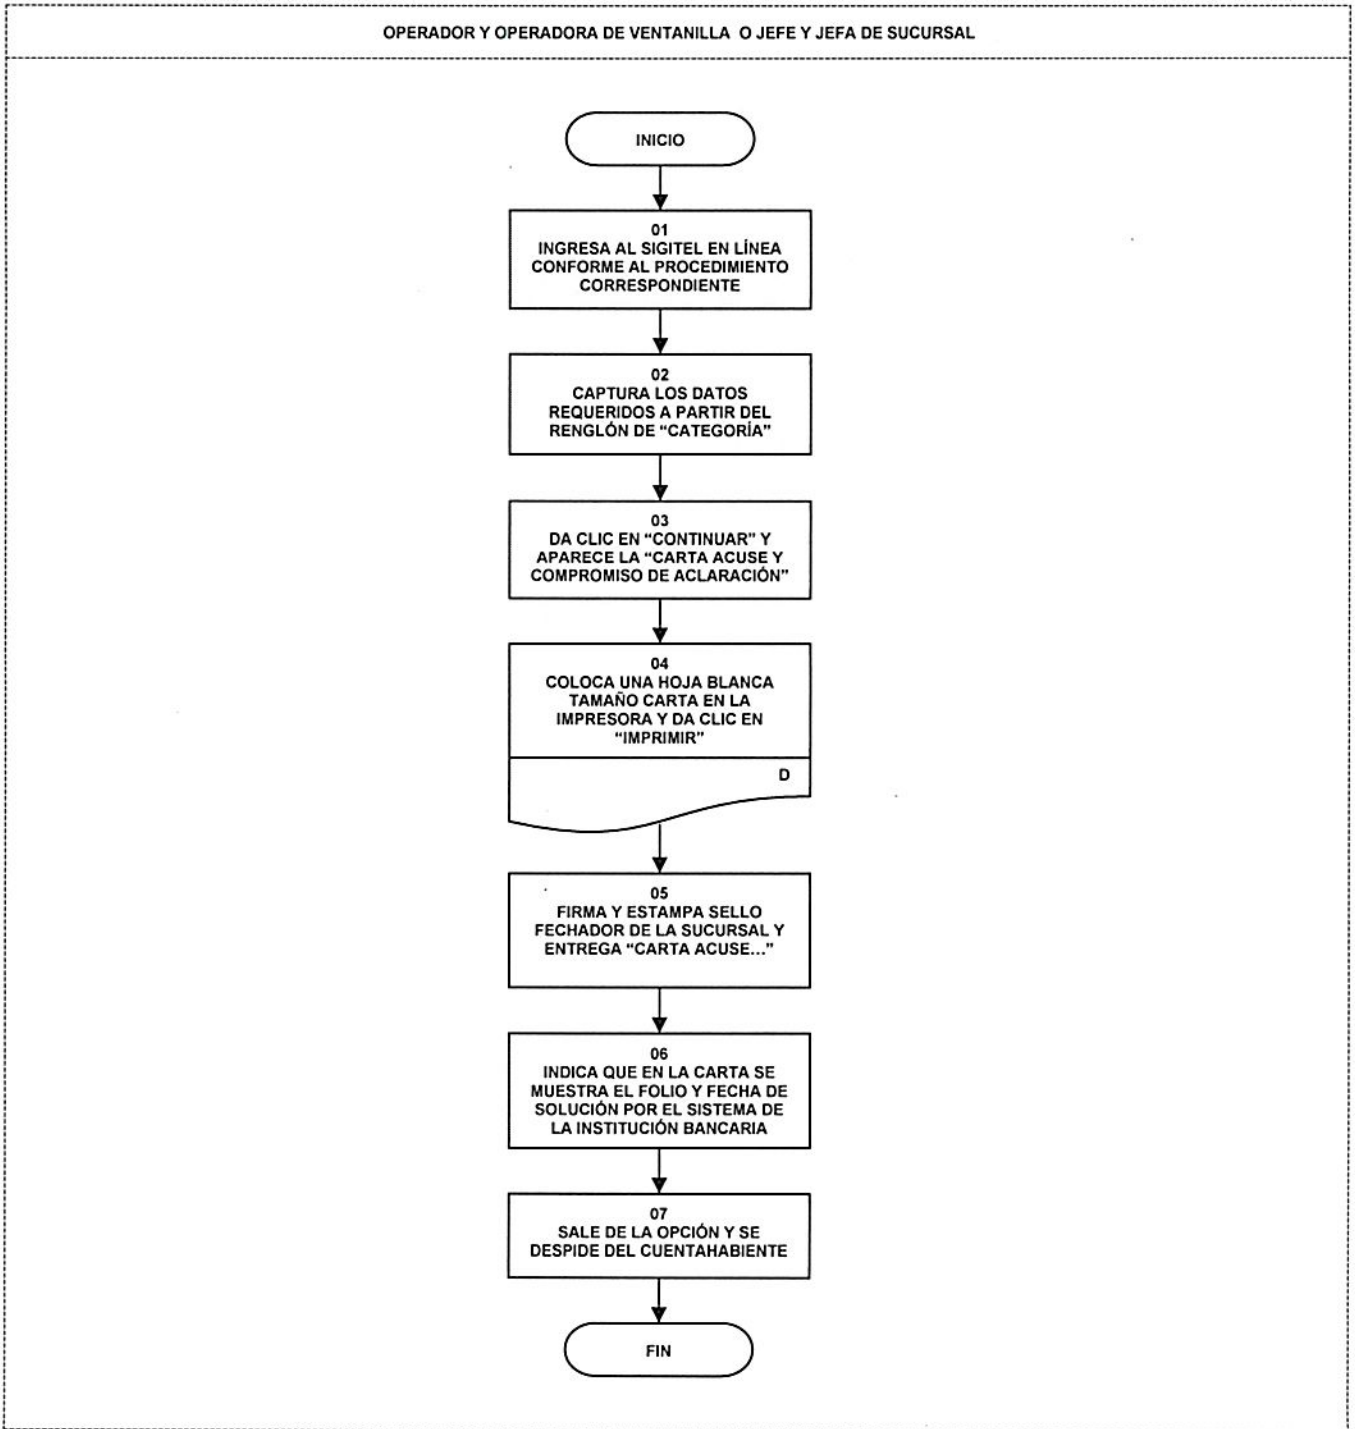 OPERADOR Y OPERADORA DE VENTANILLA O JEFE Y JEFA DE SUCURSAL
INICIO
01
INGRESA AL SIGITEL EN LÍNEA
CONFORME AL PROCEDIMIENTO
CORRESPONDIENTE
02
CAPTURA LOS DATOS
REQUERIDOS A PARTIR DEL
RENGLÓN DE “CATEGORÍA”
03
DA CLIC EN “CONTINUAR” Y
APARECE LA “CARTA ACUSE Y
COMPROMISO DE ACLARACIÓN”
04
COLOCA UNA HOJA BLANCA
TAMAÑO CARTA EN LA
IMPRESORA Y DA CLIC EN
“IMPRIMIR”
D
05
FIRMA Y ESTAMPA SELLO
FECHADOR DE LA SUCURSAL Y
ENTREGA “CARTA ACUSE...”
06
INDICA QUE EN LA CARTA SE
MUESTRA EL FOLIO Y FECHA DE
SOLUCIÓN POR EL SISTEMA DE
LA INSTITUCIÓN BANCARIA
07
SALE DE LA OPCIÓN Y SE
DESPIDE DEL CUENTAHABIENTE
FIN